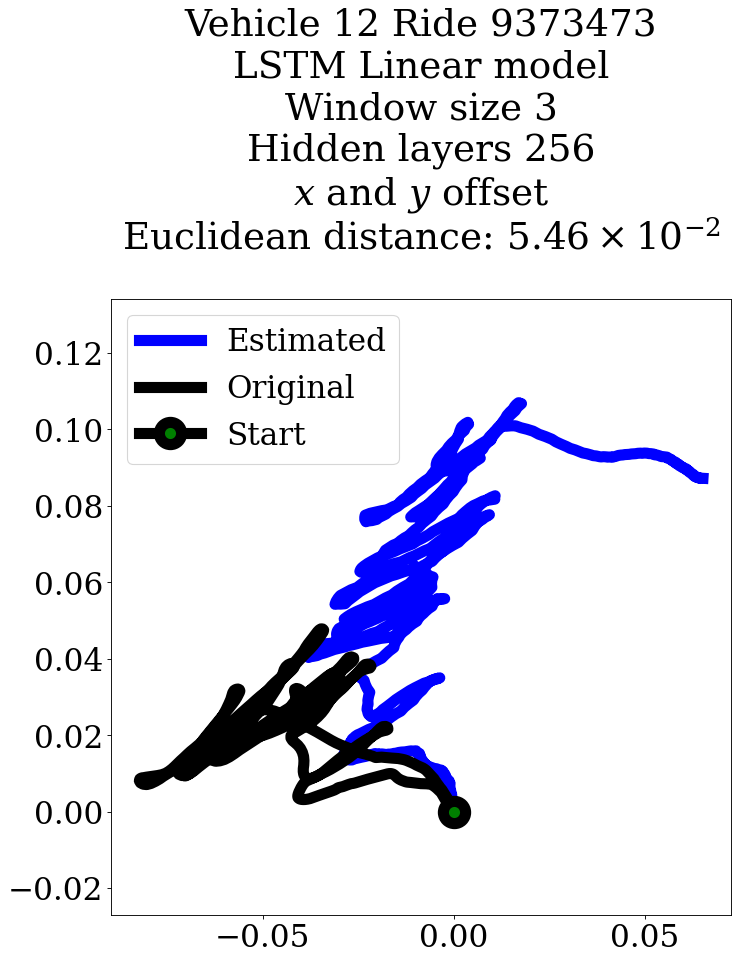 Vehicle 12 Ride 9373473
LSTM Linear model
Window size 3
Hidden layers 256
x and y offset
Euclidean distance: 5.46 × 10⁻²
Estimated
Original
Start
0.12
0.10
0.08
0.06
0.04
0.02
0.00
−0.02
−0.05 0.00 0.05